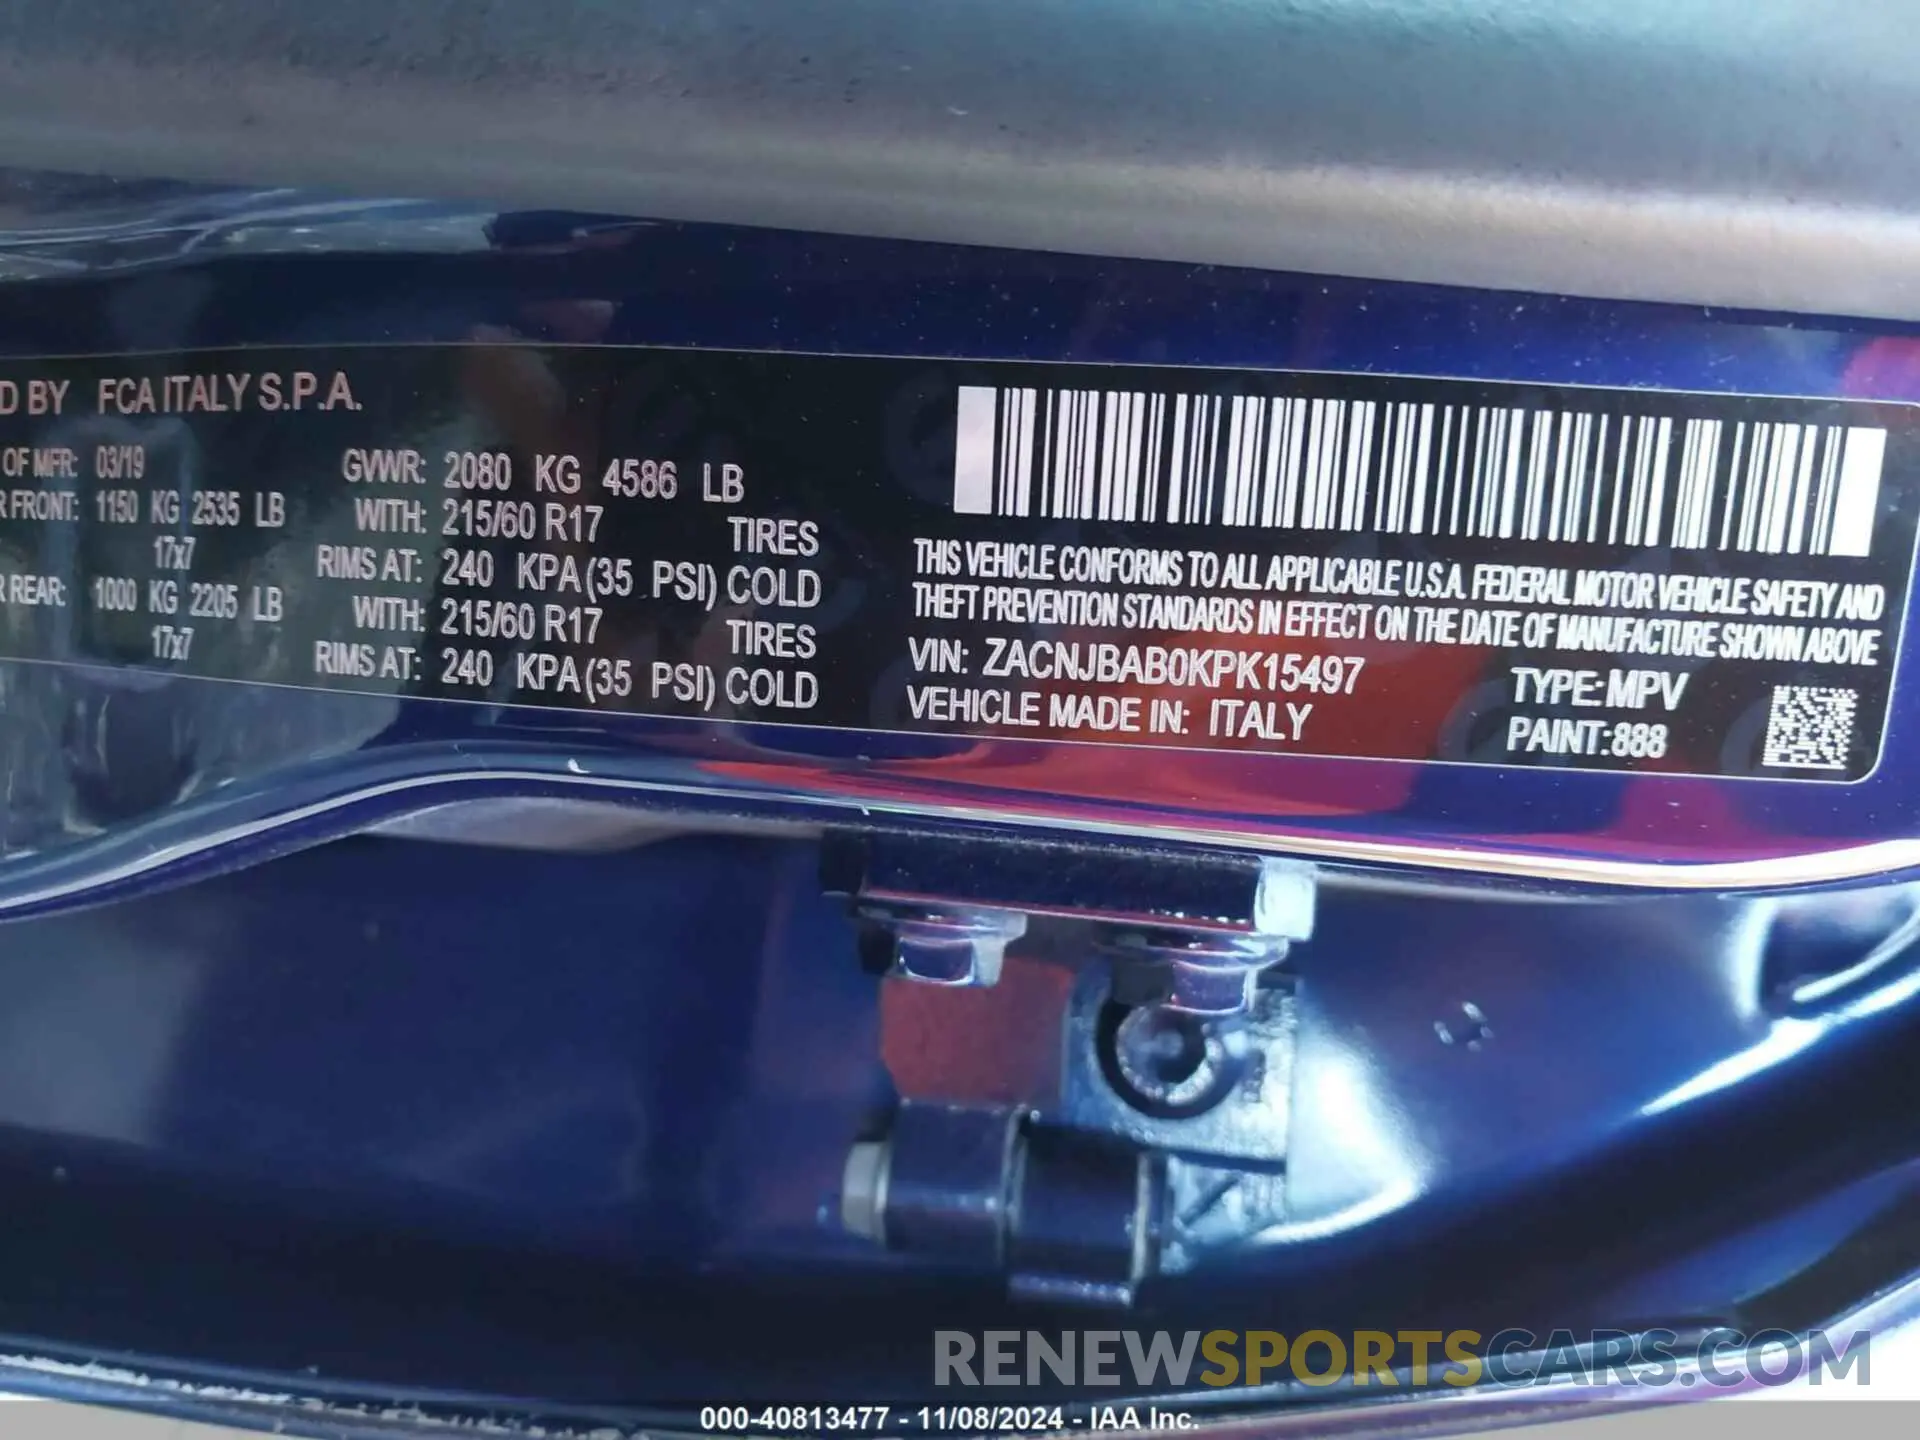 D BY FCA ITALY S.P.A.
OF MFR: 03/19 GVWR: 2080 KG 4586 LB
R FRONT: 1150 KG 2535 LB WITH: 215/60 R17 TIRES
17x7 RIMS AT: 240 KPA(35 PSI) COLD
R REAR: 1000 KG 2205 LB WITH: 215/60 R17 TIRES
17x7 RIMS AT: 240 KPA(35 PSI) COLD
THIS VEHICLE CONFORMS TO ALL APPLICABLE U.S.A. FEDERAL MOTOR VEHICLE SAFETY AND
THEFT PREVENTION STANDARDS IN EFFECT ON THE DATE OF MANUFACTURE SHOWN ABOVE
VIN: ZACNJBAB0KPK15497 TYPE: MPV
VEHICLE MADE IN: ITALY PAINT: 888
RENEWSPORTSCARS.COM
000-40813477 - 11/08/2024 - IAA Inc.